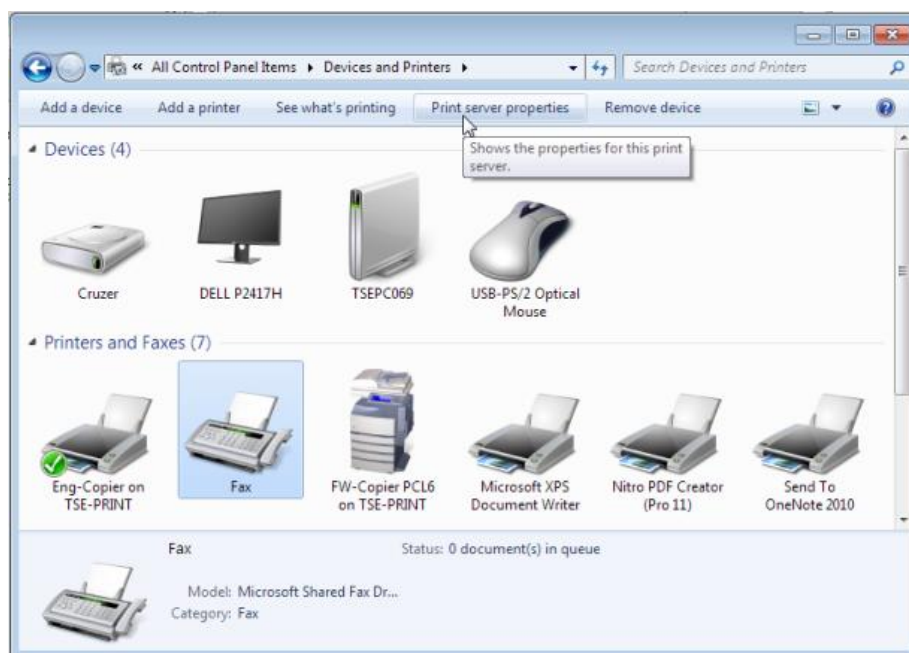 « All Control Panel Items ▸ Devices and Printers ▸
Search Devices and Printers
Add a device
Add a printer
See what's printing
Print server properties
Remove device
Shows the properties for this print
server.
Devices (4)
Cruzer
DELL P2417H
TSEPC069
USB-PS/2 Optical
Mouse
Printers and Faxes (7)
Eng-Copier on
TSE-PRINT
Fax
FW-Copier PCL6
on TSE-PRINT
Microsoft XPS
Document Writer
Nitro PDF Creator
(Pro 11)
Send To
OneNote 2010
Fax
Status: 0 document(s) in queue
Model: Microsoft Shared Fax Dr...
Category: Fax